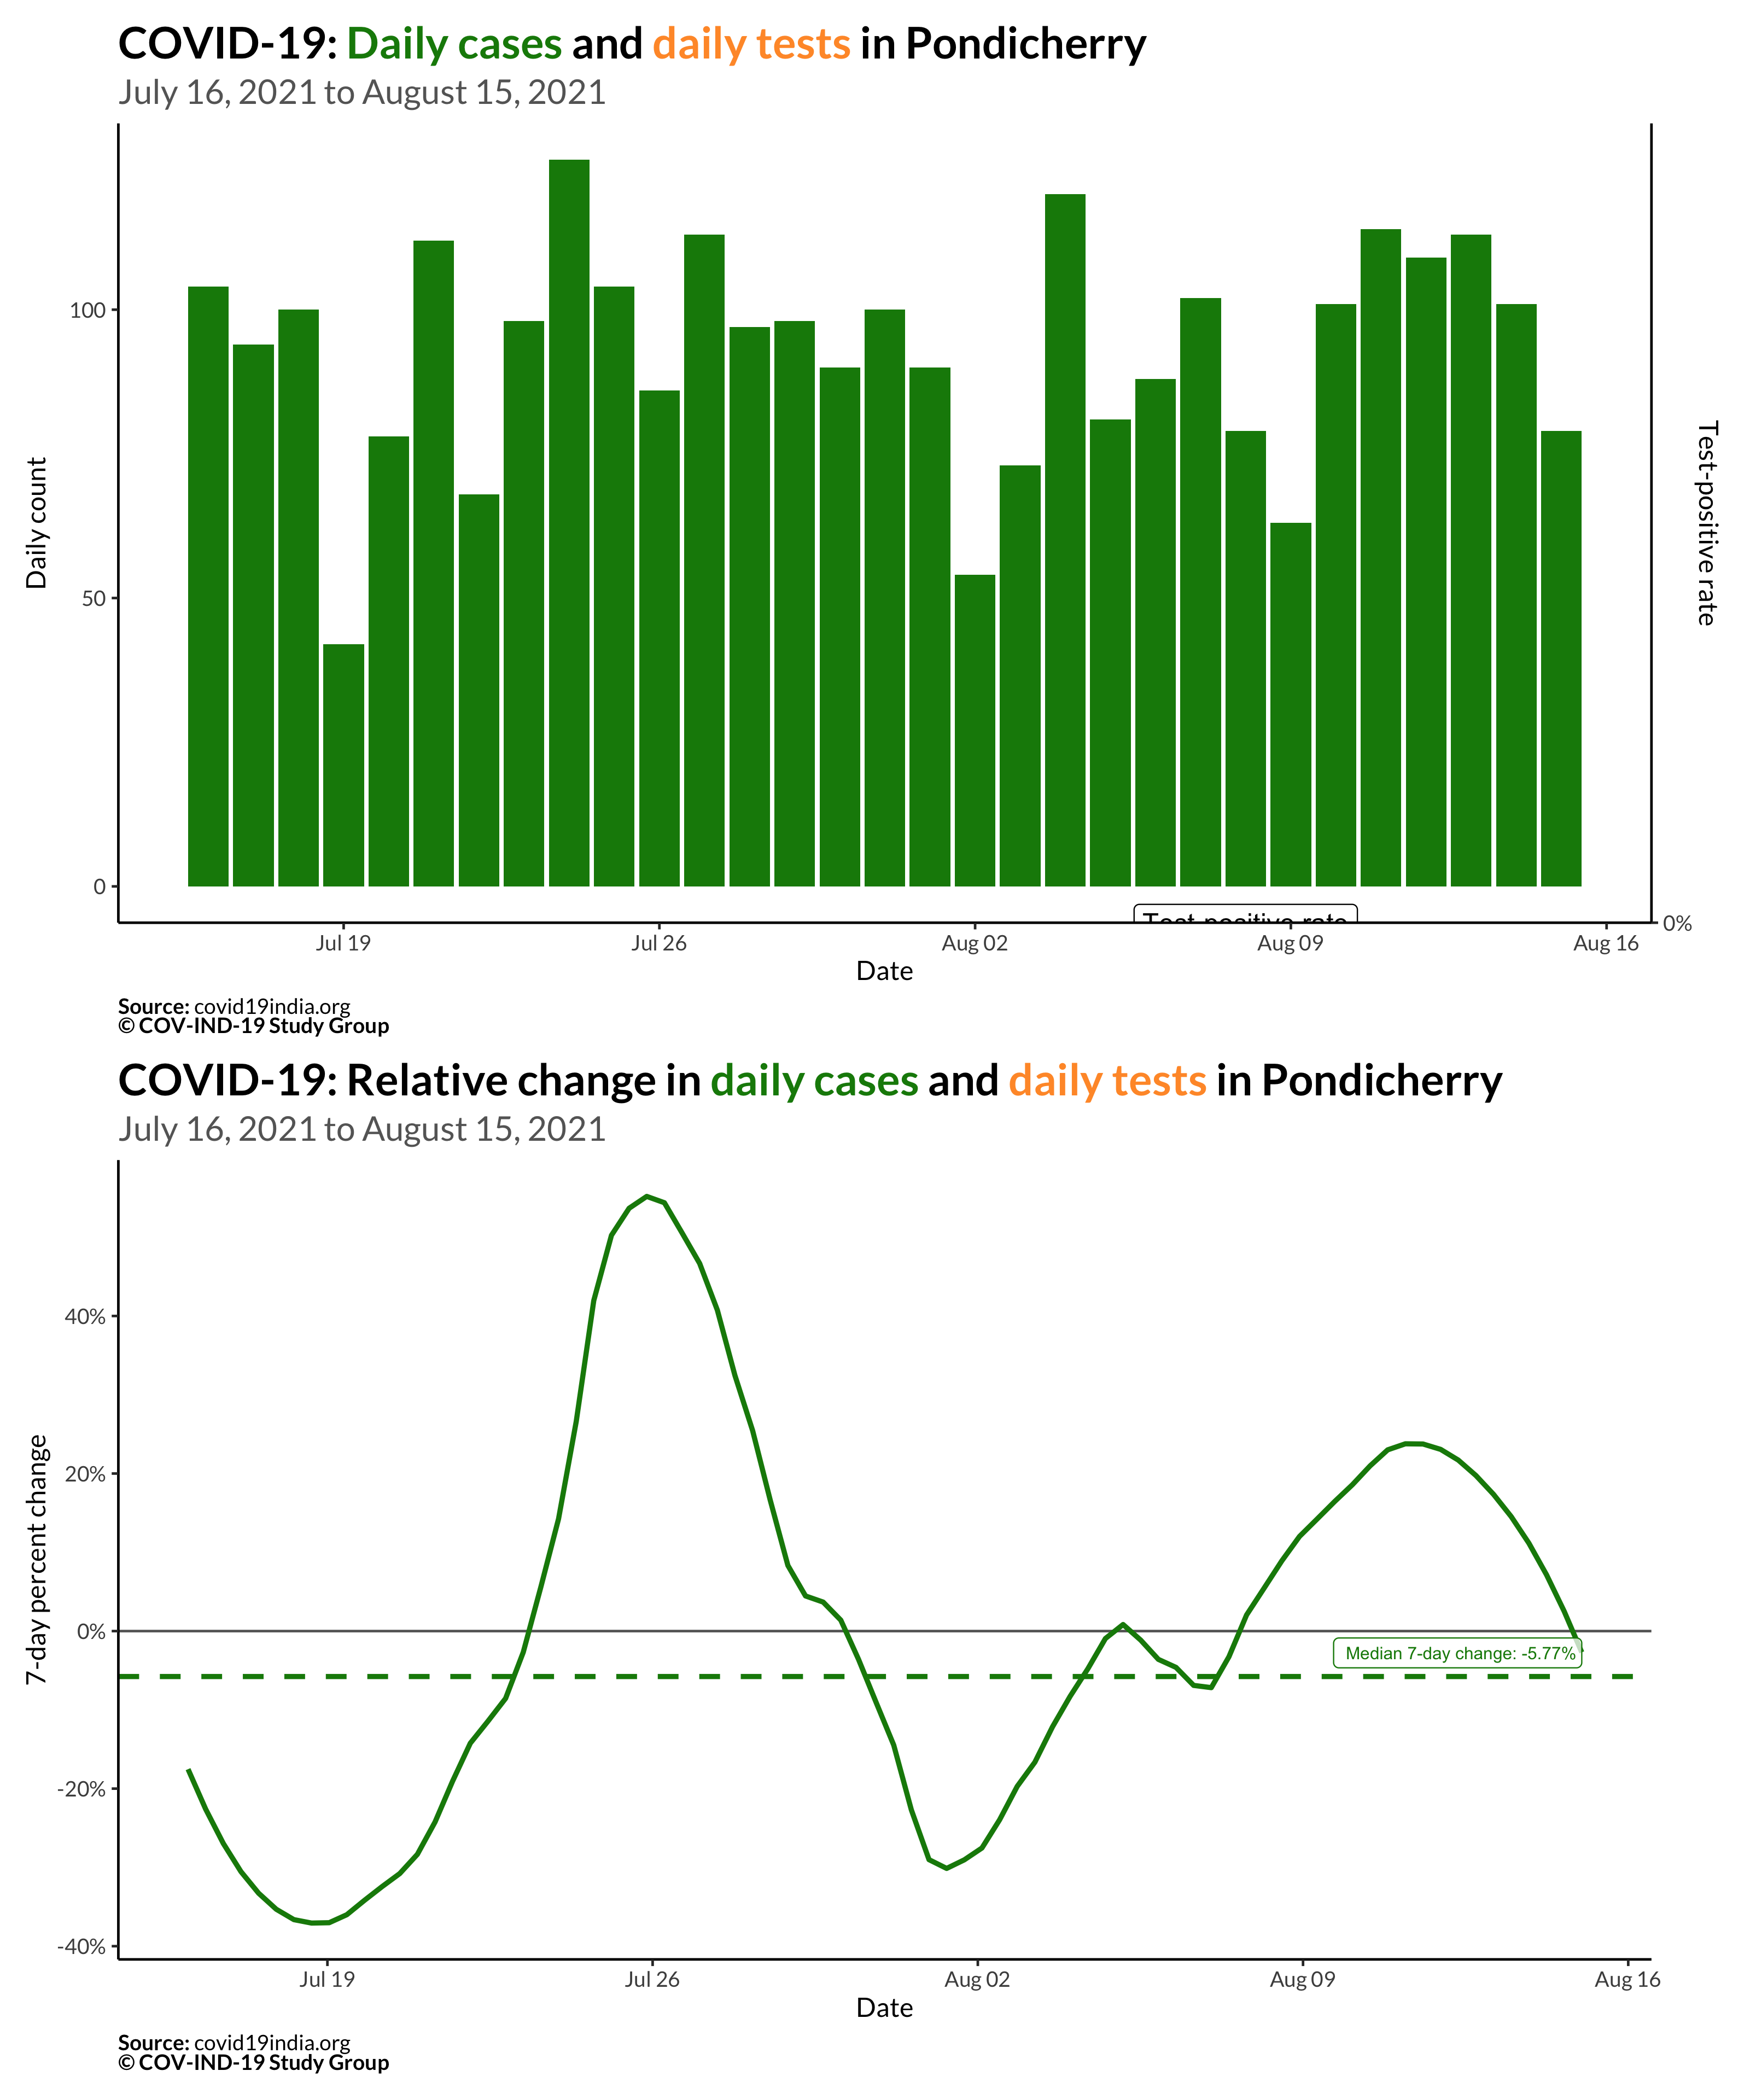 COVID-19: Daily cases and daily tests in Pondicherry
July 16, 2021 to August 15, 2021
Daily count
100
50
0
Test-positive rate
Test-positive rate
0%
Jul 19
Jul 26
Aug 02
Aug 09
Aug 16
Date
Source: covid19india.org
© COV-IND-19 Study Group
COVID-19: Relative change in daily cases and daily tests in Pondicherry
July 16, 2021 to August 15, 2021
7-day percent change
40%
20%
0%
-20%
-40%
Median 7-day change: -5.77%
Jul 19
Jul 26
Aug 02
Aug 09
Aug 16
Date
Source: covid19india.org
© COV-IND-19 Study Group